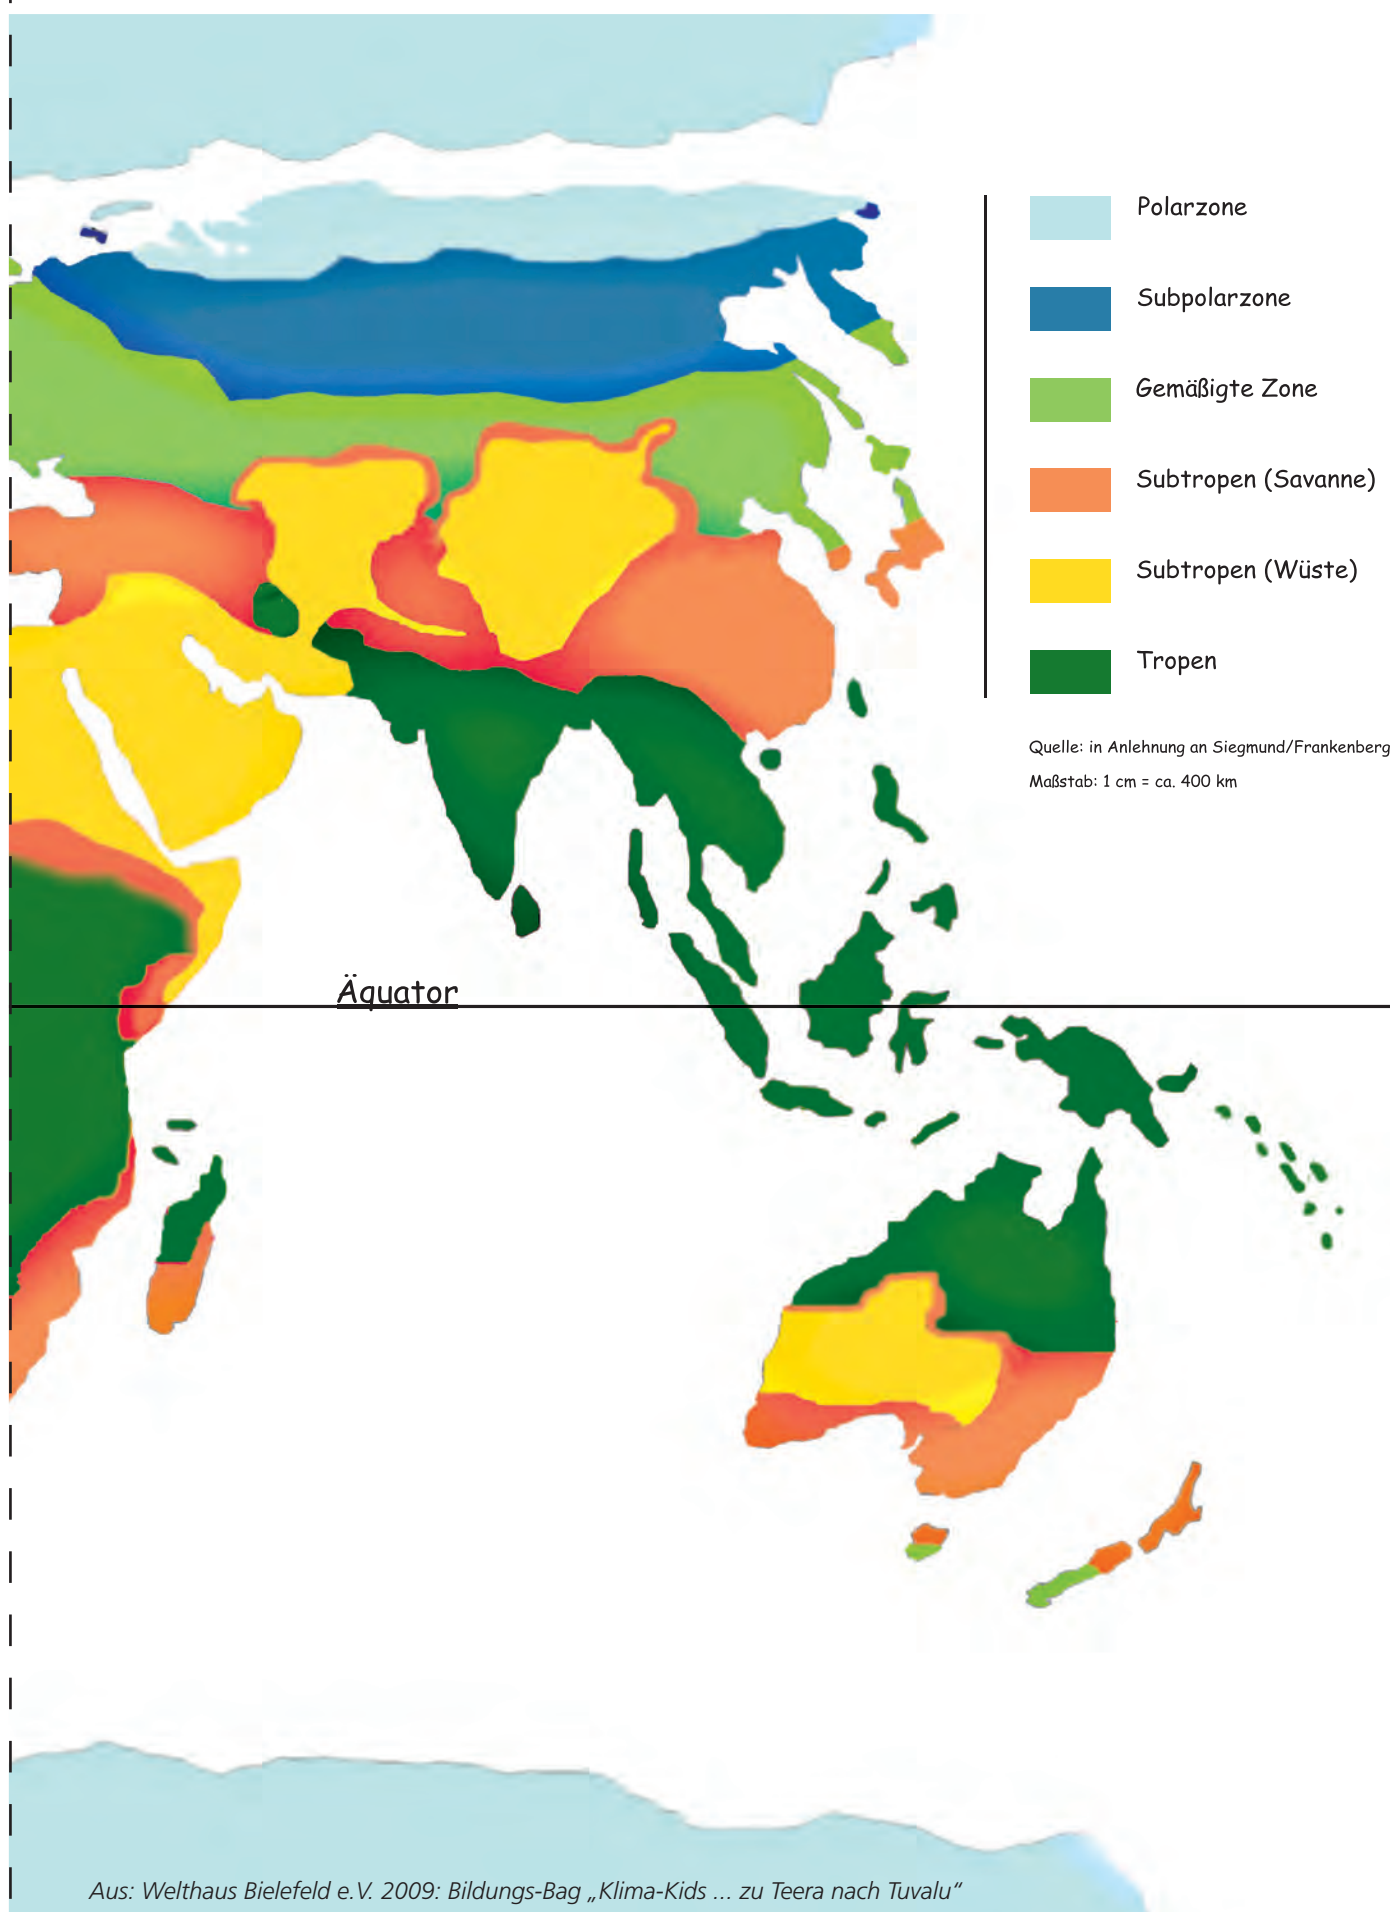 Polarzone
Subpolarzone
Gemäßigte Zone
Subtropen (Savanne)
Subtropen (Wüste)
Tropen
Quelle: in Anlehnung an Siegmund/Frankenberg
Maßstab: 1 cm = ca. 400 km
Äquator
Aus: Welthaus Bielefeld e.V. 2009: Bildungs-Bag „Klima-Kids ... zu Teera nach Tuvalu“